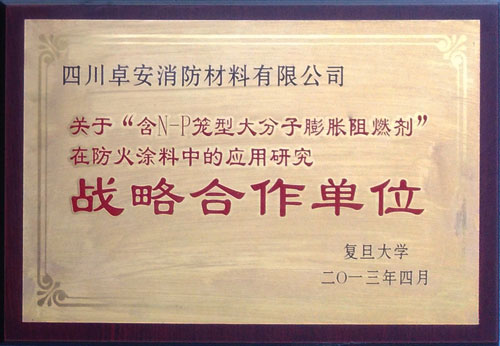 四川卓安消防材料有限公司
关于“含N-P笼型大分子膨胀阻燃剂”
在防火涂料中的应用研究
战略合作单位
复旦大学
二〇一三年四月